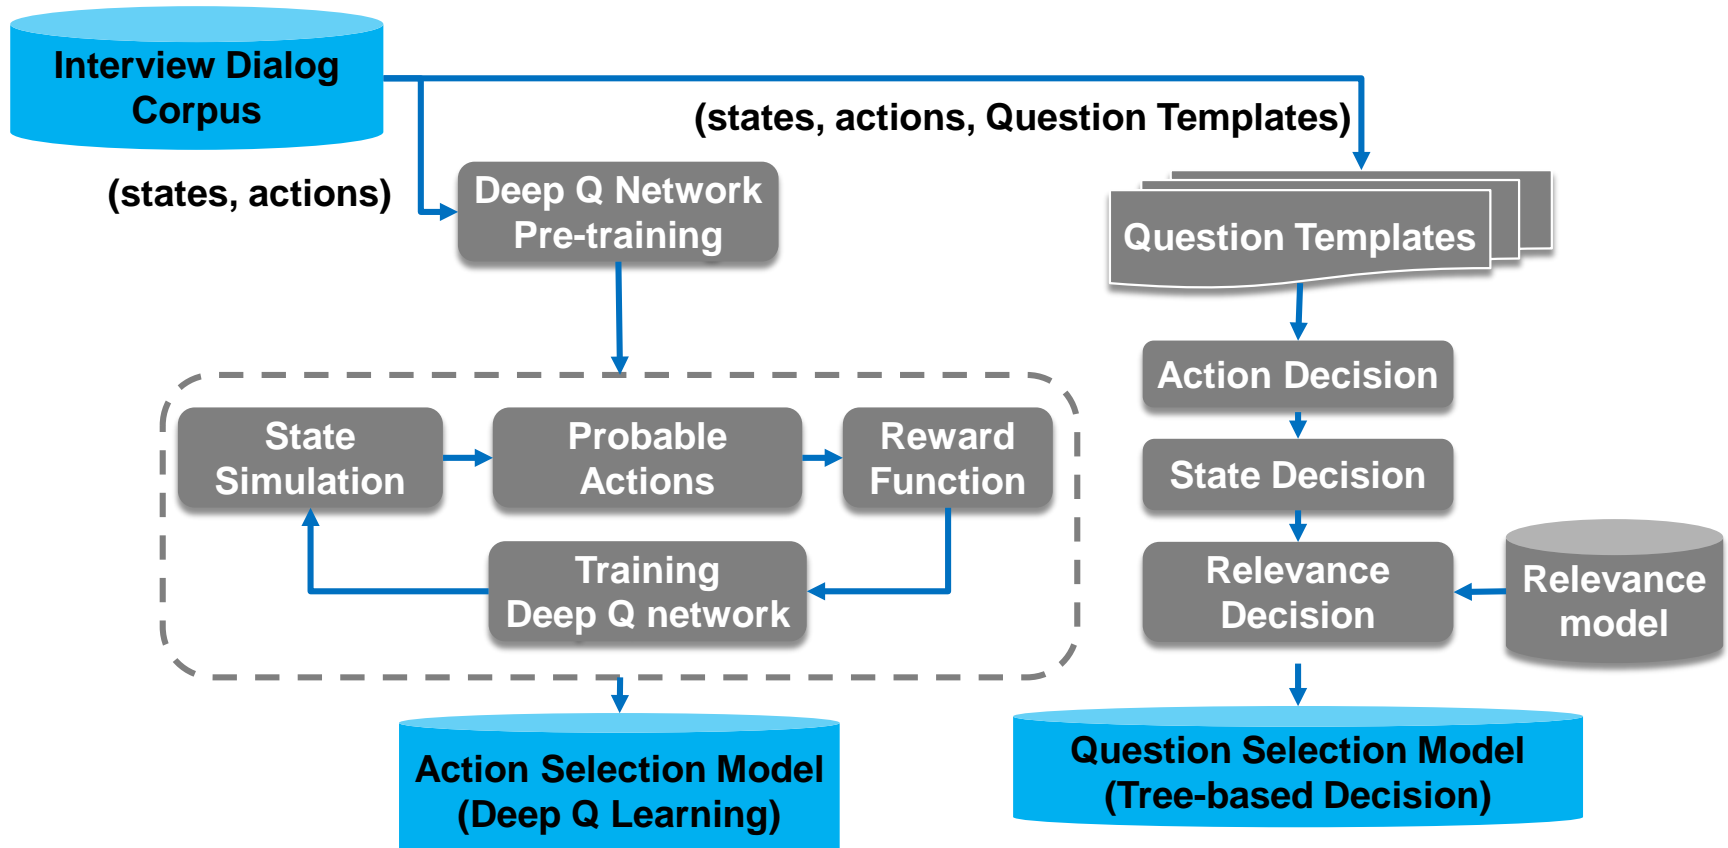 Interview Dialog
Corpus
(states, actions, Question Templates)
(states, actions)
Deep Q Network
Pre-training
Question Templates
Action Decision
State
Simulation
Probable
Actions
Reward
Function
State Decision
Training
Deep Q network
Relevance
Decision
Relevance
model
Action Selection Model
(Deep Q Learning)
Question Selection Model
(Tree-based Decision)